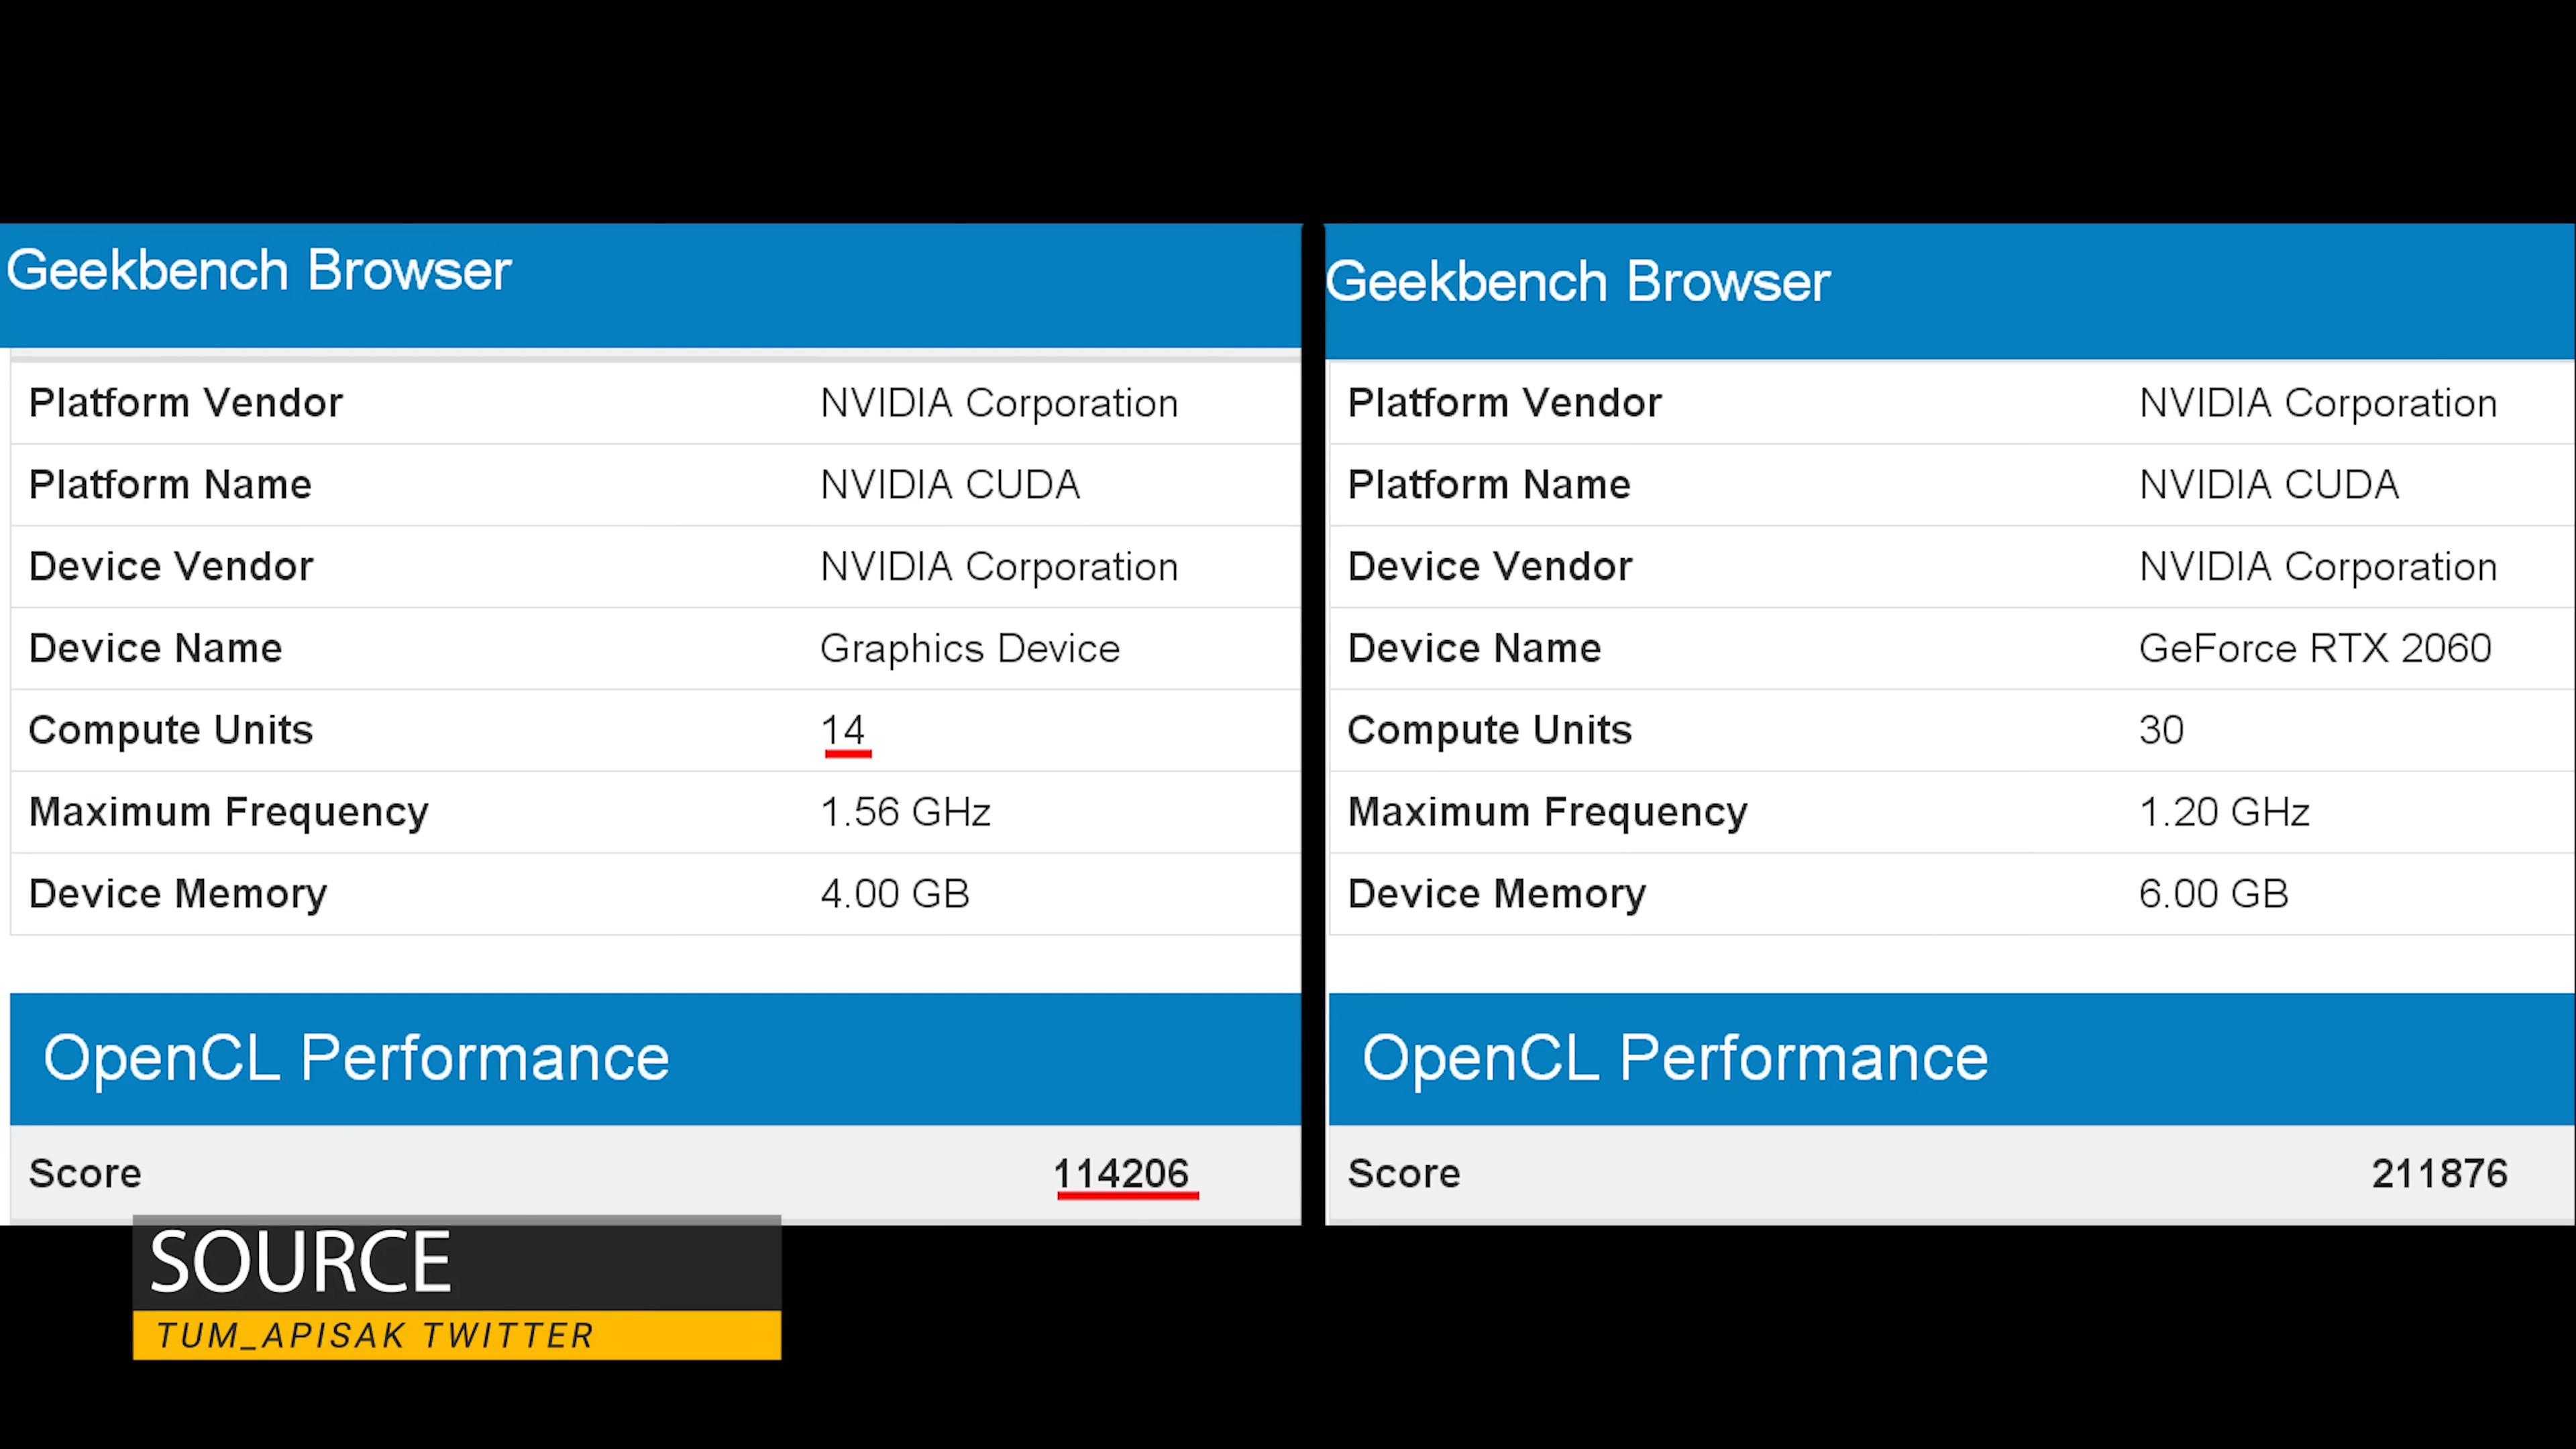 Geekbench Browser
Platform Vendor NVIDIA Corporation
Platform Name NVIDIA CUDA
Device Vendor NVIDIA Corporation
Device Name Graphics Device
Compute Units 14
Maximum Frequency 1.56 GHz
Device Memory 4.00 GB
OpenCL Performance
Score 114206
Geekbench Browser
Platform Vendor NVIDIA Corporation
Platform Name NVIDIA CUDA
Device Vendor NVIDIA Corporation
Device Name GeForce RTX 2060
Compute Units 30
Maximum Frequency 1.20 GHz
Device Memory 6.00 GB
OpenCL Performance
Score 211876
SOURCE
TUM_APISAK TWITTER